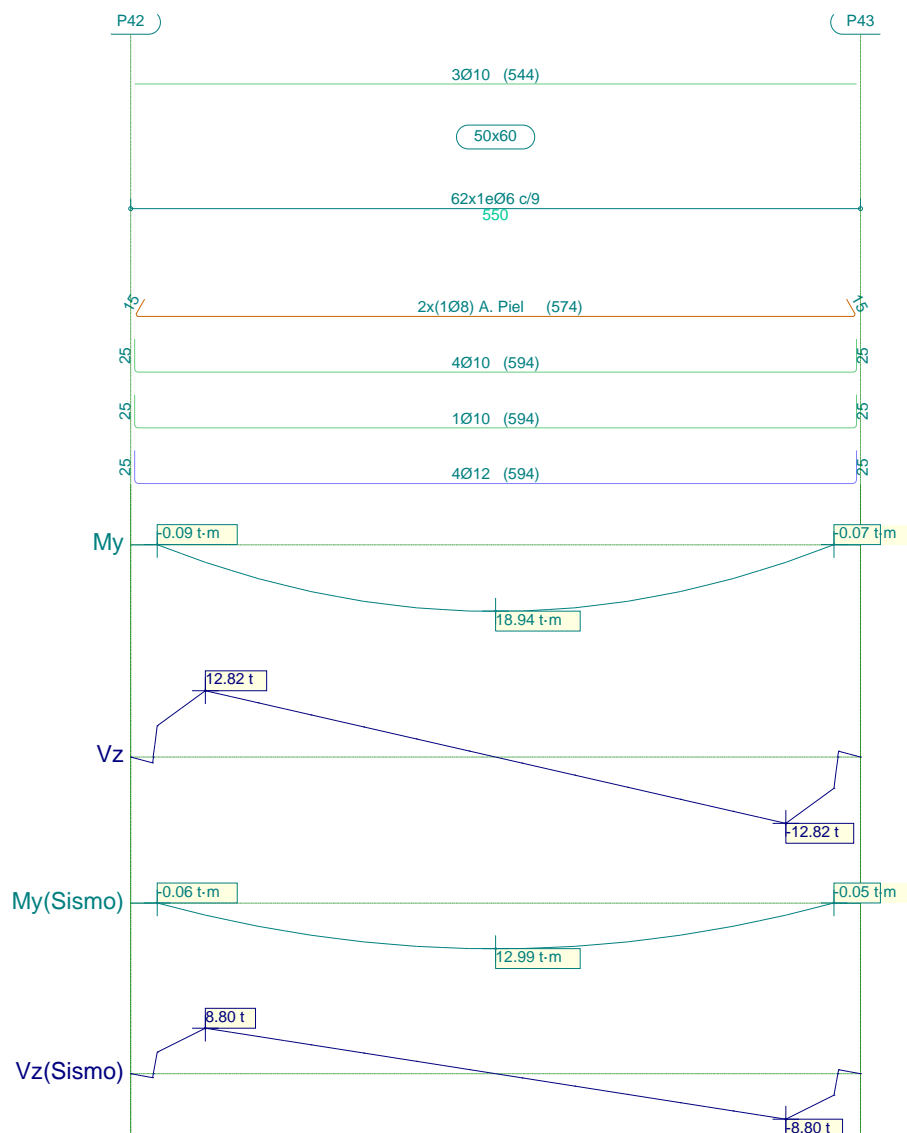 P42 P43
3Ø10 (544)
50x60
62x1eØ6 c/9
550
15 2x(1Ø8) A. Piel (574) 15
25 4Ø10 (594) 25
25 1Ø10 (594) 25
25 4Ø12 (594) 25
My -0.09 t·m -0.07 t·m
18.94 t·m
12.82 t
Vz
-12.82 t
My(Sismo) -0.06 t·m -0.05 t·m
12.99 t·m
8.80 t
Vz(Sismo)
-8.80 t